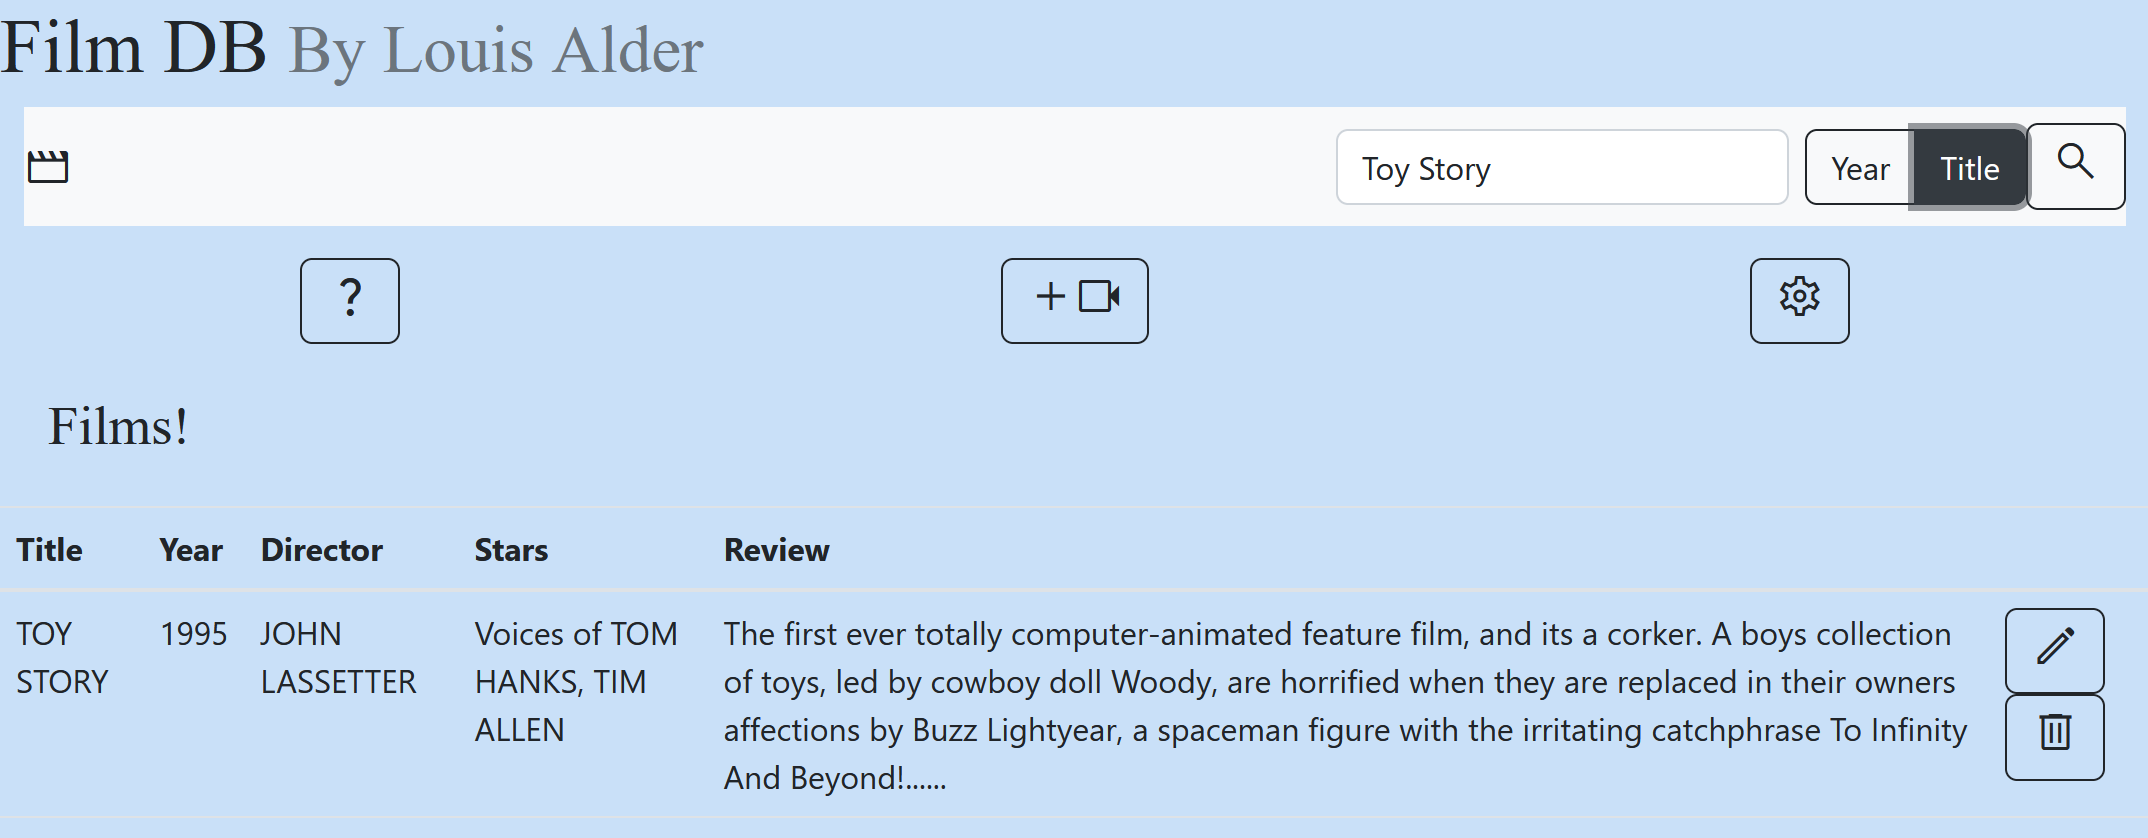 Film DB By Louis Alder
Toy Story
Year
Title
?
+
Films!
Title Year Director Stars Review
TOY STORY
1995
JOHN LASSETTER
Voices of TOM HANKS, TIM ALLEN
The first ever totally computer-animated feature film, and its a corker. A boys collection
of toys, led by cowboy doll Woody, are horrified when they are replaced in their owners
affections by Buzz Lightyear, a spaceman figure with the irritating catchphrase To Infinity
And Beyond!......